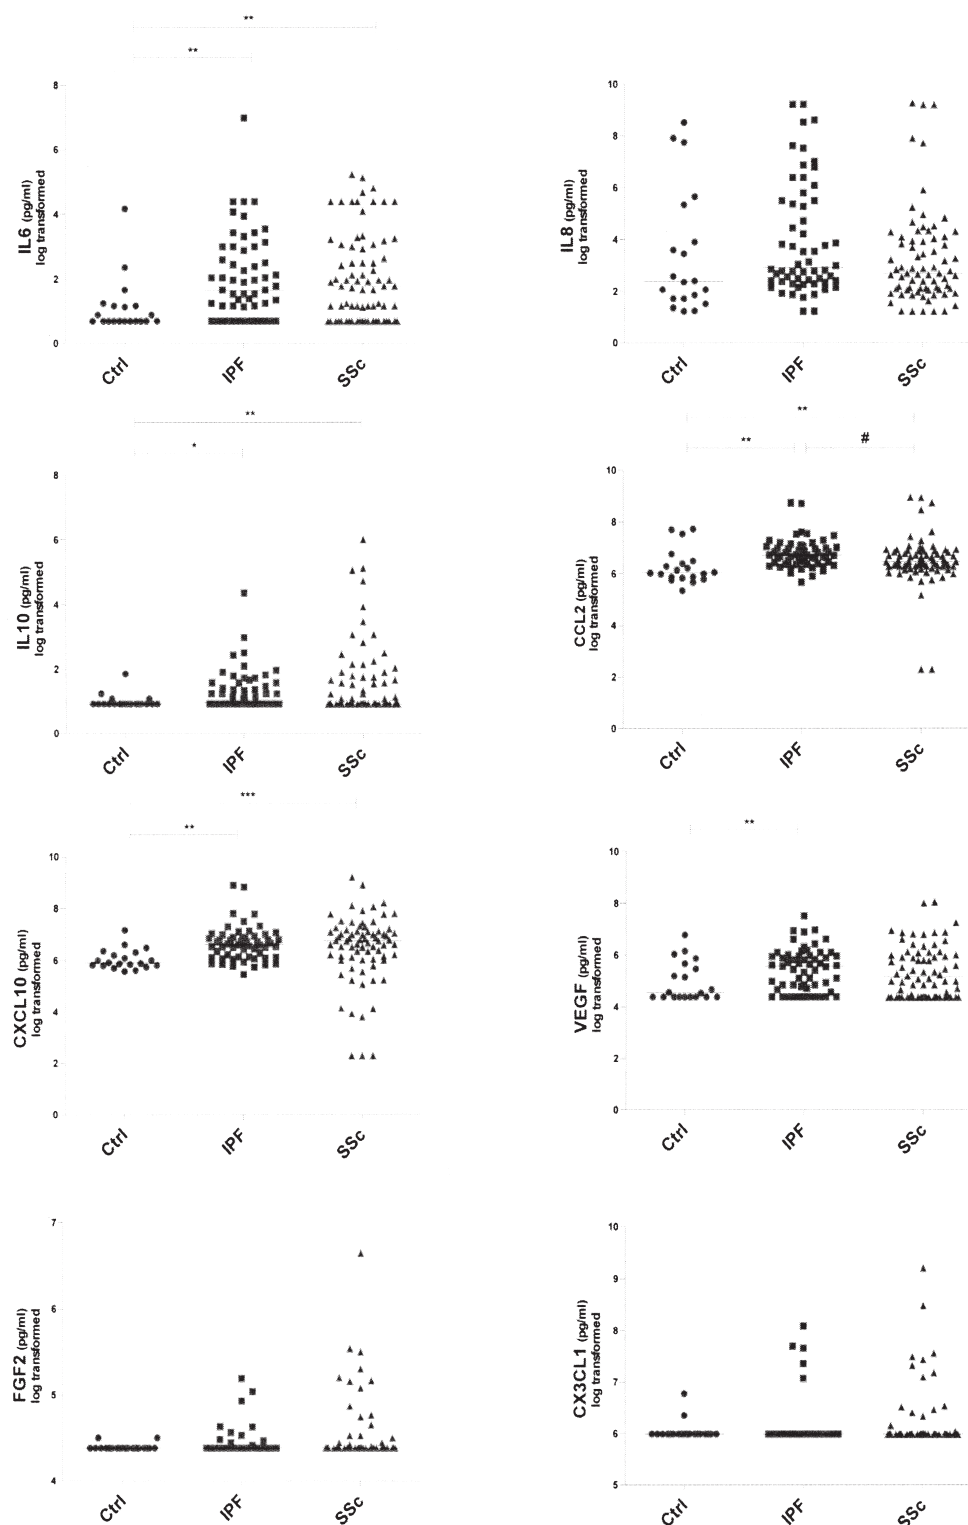 **
**
IL6 (pg/ml)
log transformed
8
6
4
2
0
Ctrl
IPF
SSc
IL8 (pg/ml)
log transformed
10
8
6
4
2
0
Ctrl
IPF
SSc
**
*
IL10 (pg/ml)
log transformed
8
6
4
2
0
Ctrl
IPF
SSc
**
**
#
CCL2 (pg/ml)
log transformed
10
8
6
4
2
0
Ctrl
IPF
SSc
***
**
CXCL10 (pg/ml)
log transformed
10
8
6
4
2
0
Ctrl
IPF
SSc
**
VEGF (pg/ml)
log transformed
10
8
6
4
2
0
Ctrl
IPF
SSc
FGF2 (pg/ml)
log transformed
7
6
5
4
Ctrl
IPF
SSc
CX3CL1 (pg/ml)
log transformed
10
9
8
7
6
5
Ctrl
IPF
SSc